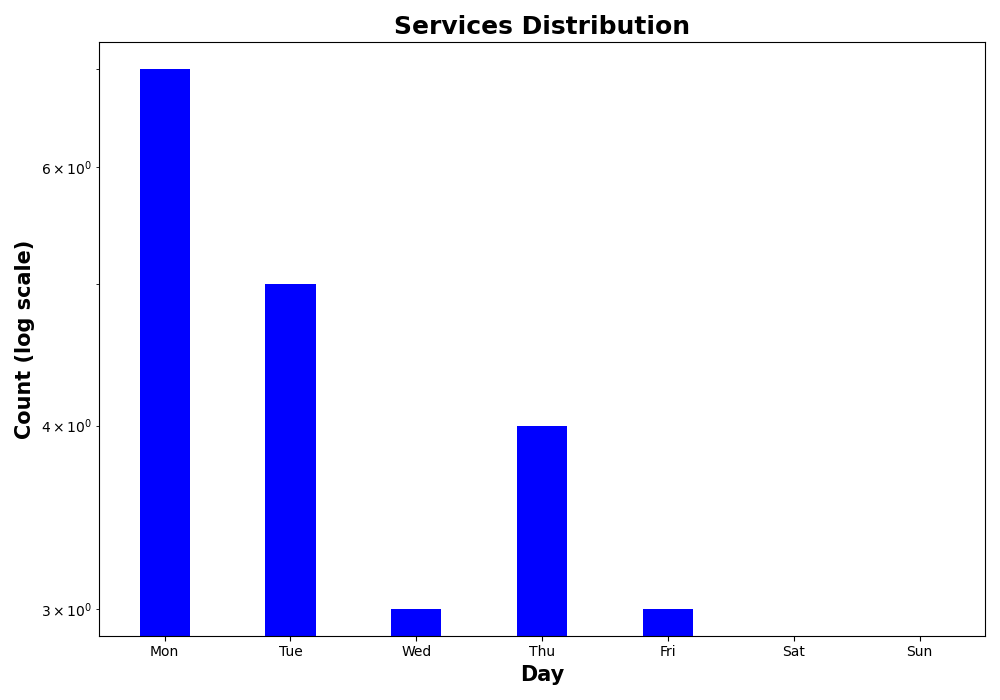 Services Distribution
Count (log scale)
6 × 10⁰
4 × 10⁰
3 × 10⁰
Mon Tue Wed Thu Fri Sat Sun
Day